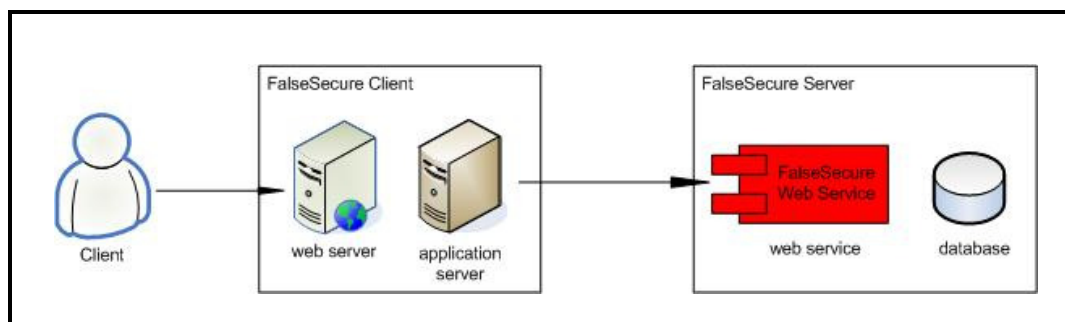 FalseSecure Client
FalseSecure Server
FalseSecure
Web Service
Client
web server
application
server
web service
database